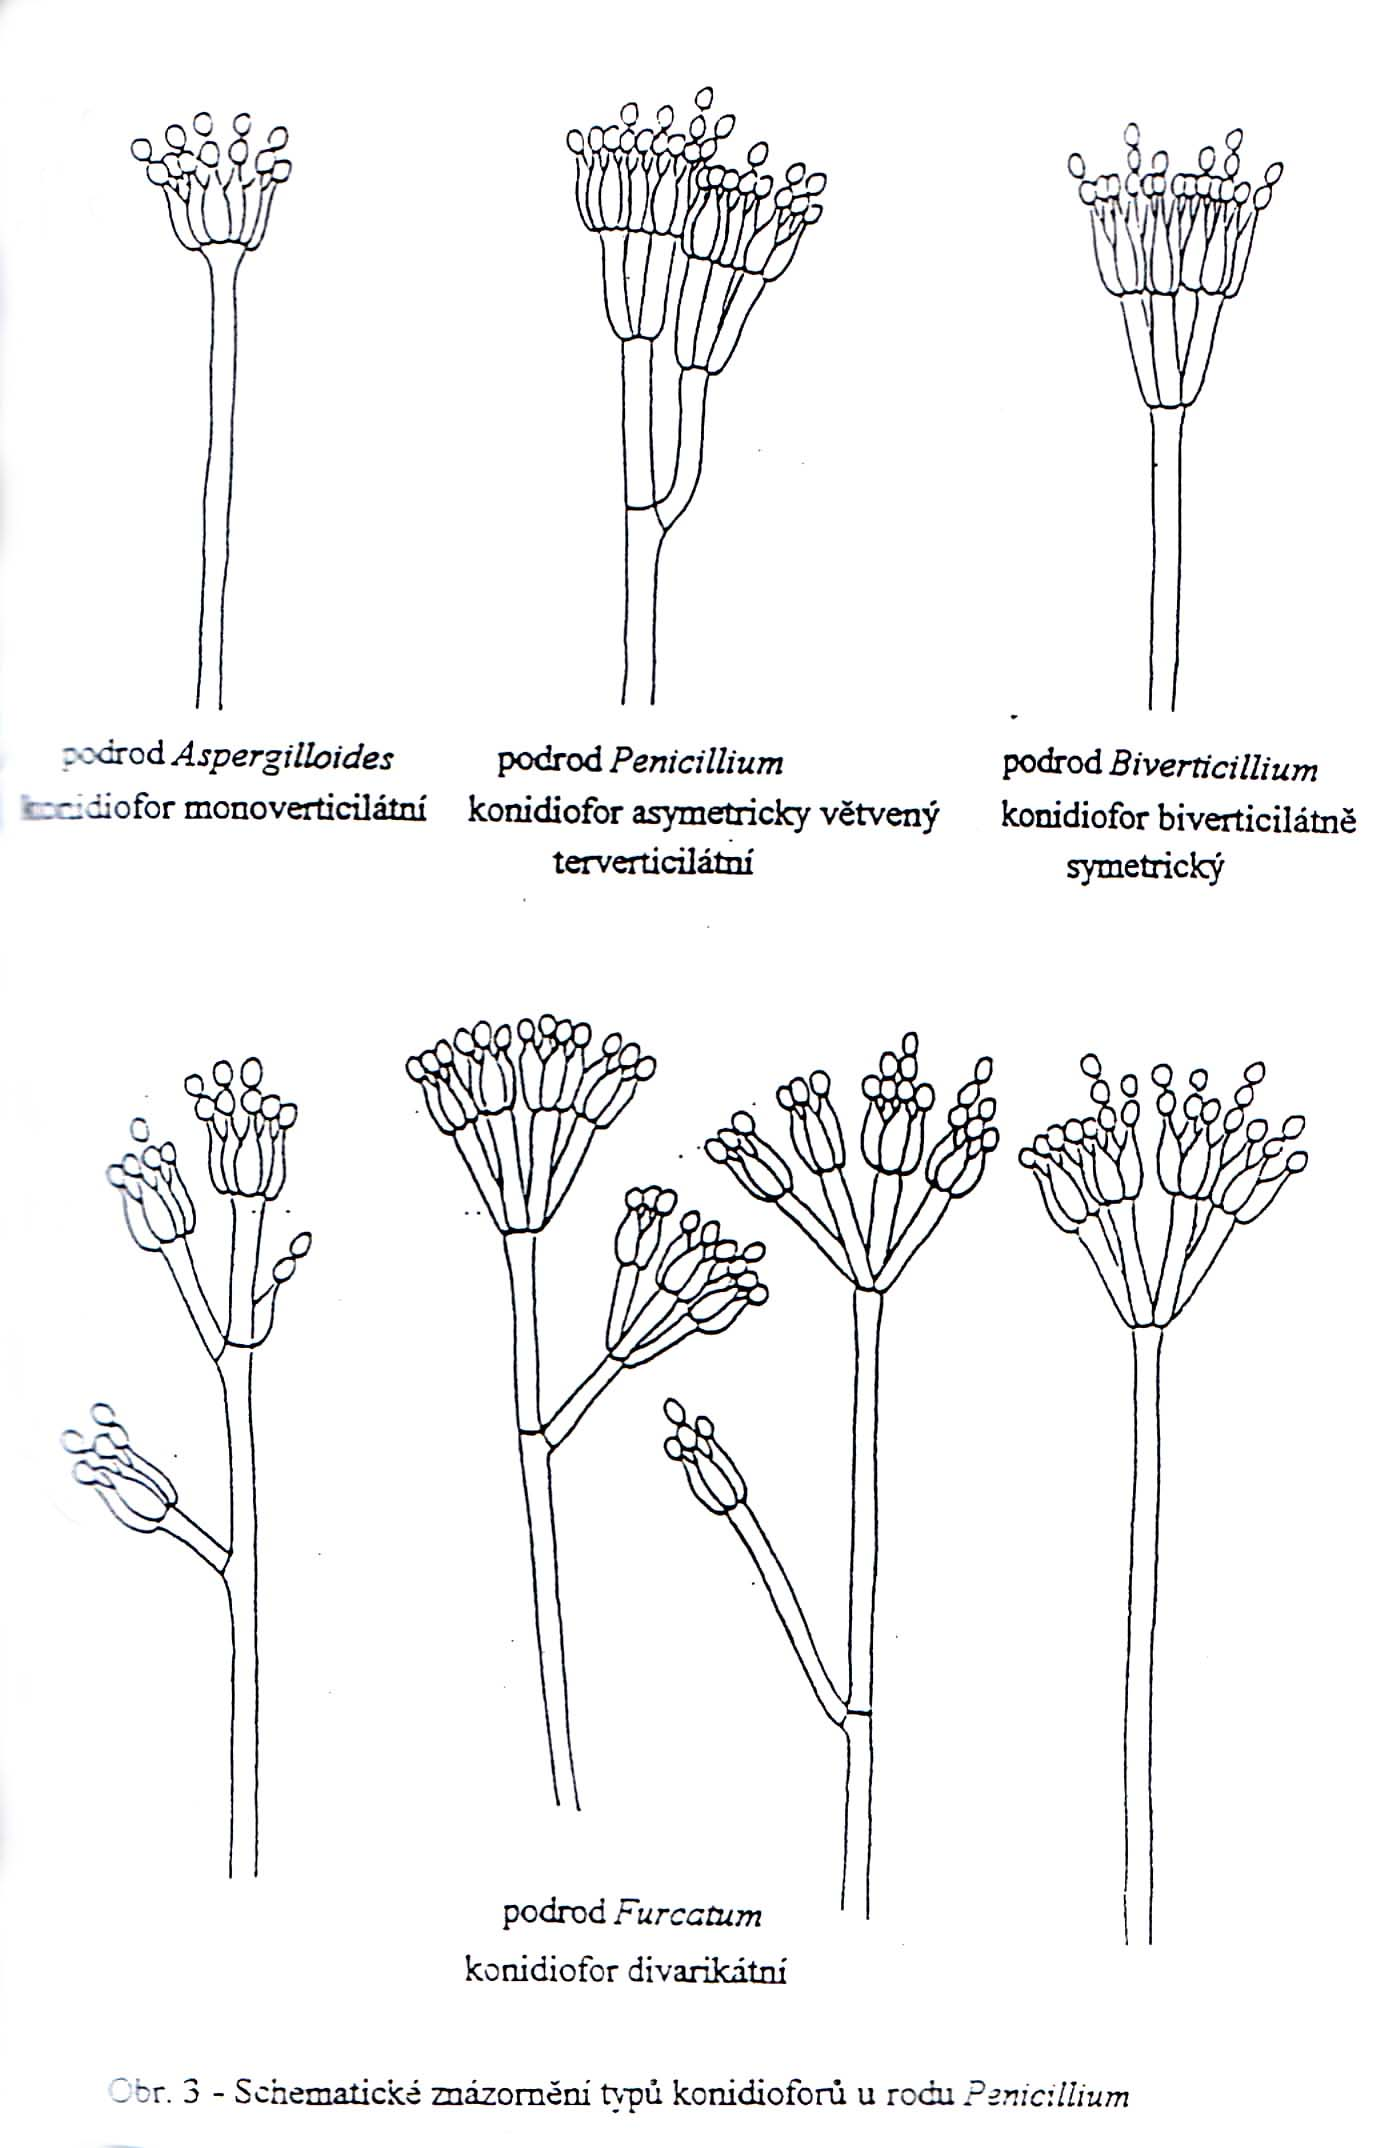 podrod Aspergilloides
konidiofor monoverticilátní
podrod Penicillium
konidiofor asymetricky větvený
terverticilátní
podrod Biverticillium
konidiofor biverticilátně
symetrický
podrod Furcatum
konidiofor divarikátní
Obr. 3 - Schematické znázornění typů konidioforů u rodu Penicillium